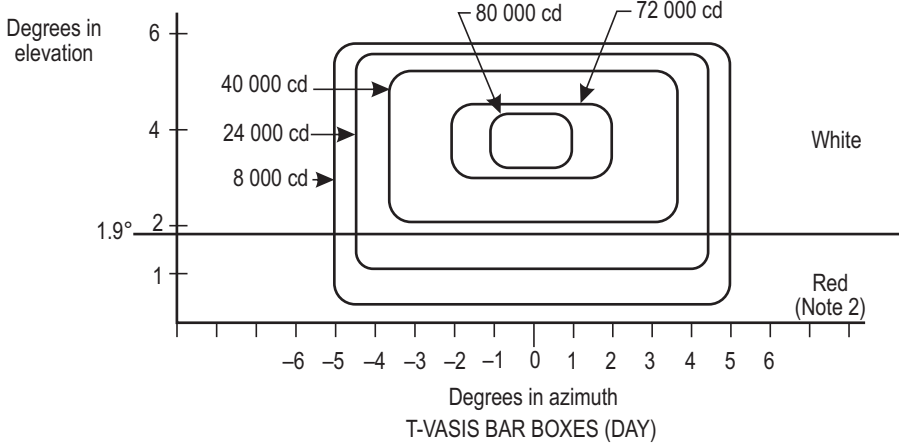 80 000 cd
72 000 cd
Degrees in
elevation
6
40 000 cd
4
24 000 cd
White
8 000 cd
1.9°
2
1
Red
(Note 2)
–6 –5 –4 –3 –2 –1 0 1 2 3 4 5 6
Degrees in azimuth
T-VASIS BAR BOXES (DAY)